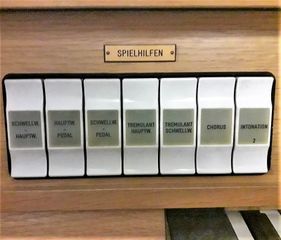 SPIELHILFEN
SCHWELLW.
-
HAUPTW.
HAUPTW.
-
PEDAL
SCHWELLW.
-
PEDAL
TREMULANT
HAUPTW.
TREMULANT
SCHWELLW.
CHORUS
INTONATION
2